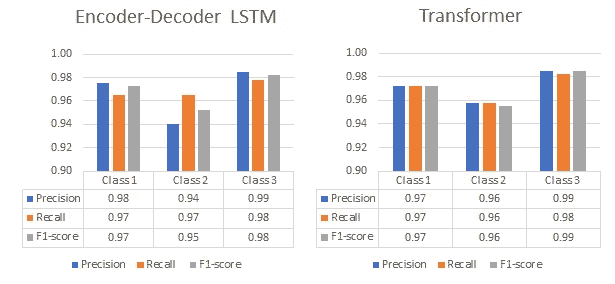 Encoder-Decoder LSTM
1.00
0.98
0.96
0.94
0.92
0.90
Class 1 Class 2 Class 3
Precision 0.98 0.94 0.99
Recall 0.97 0.97 0.98
F1-score 0.97 0.95 0.98
Precision Recall F1-score
Transformer
1.00
0.98
0.96
0.94
0.92
0.90
Class 1 Class 2 Class 3
Precision 0.97 0.96 0.99
Recall 0.97 0.96 0.98
F1-score 0.97 0.96 0.99
Precision Recall F1-score